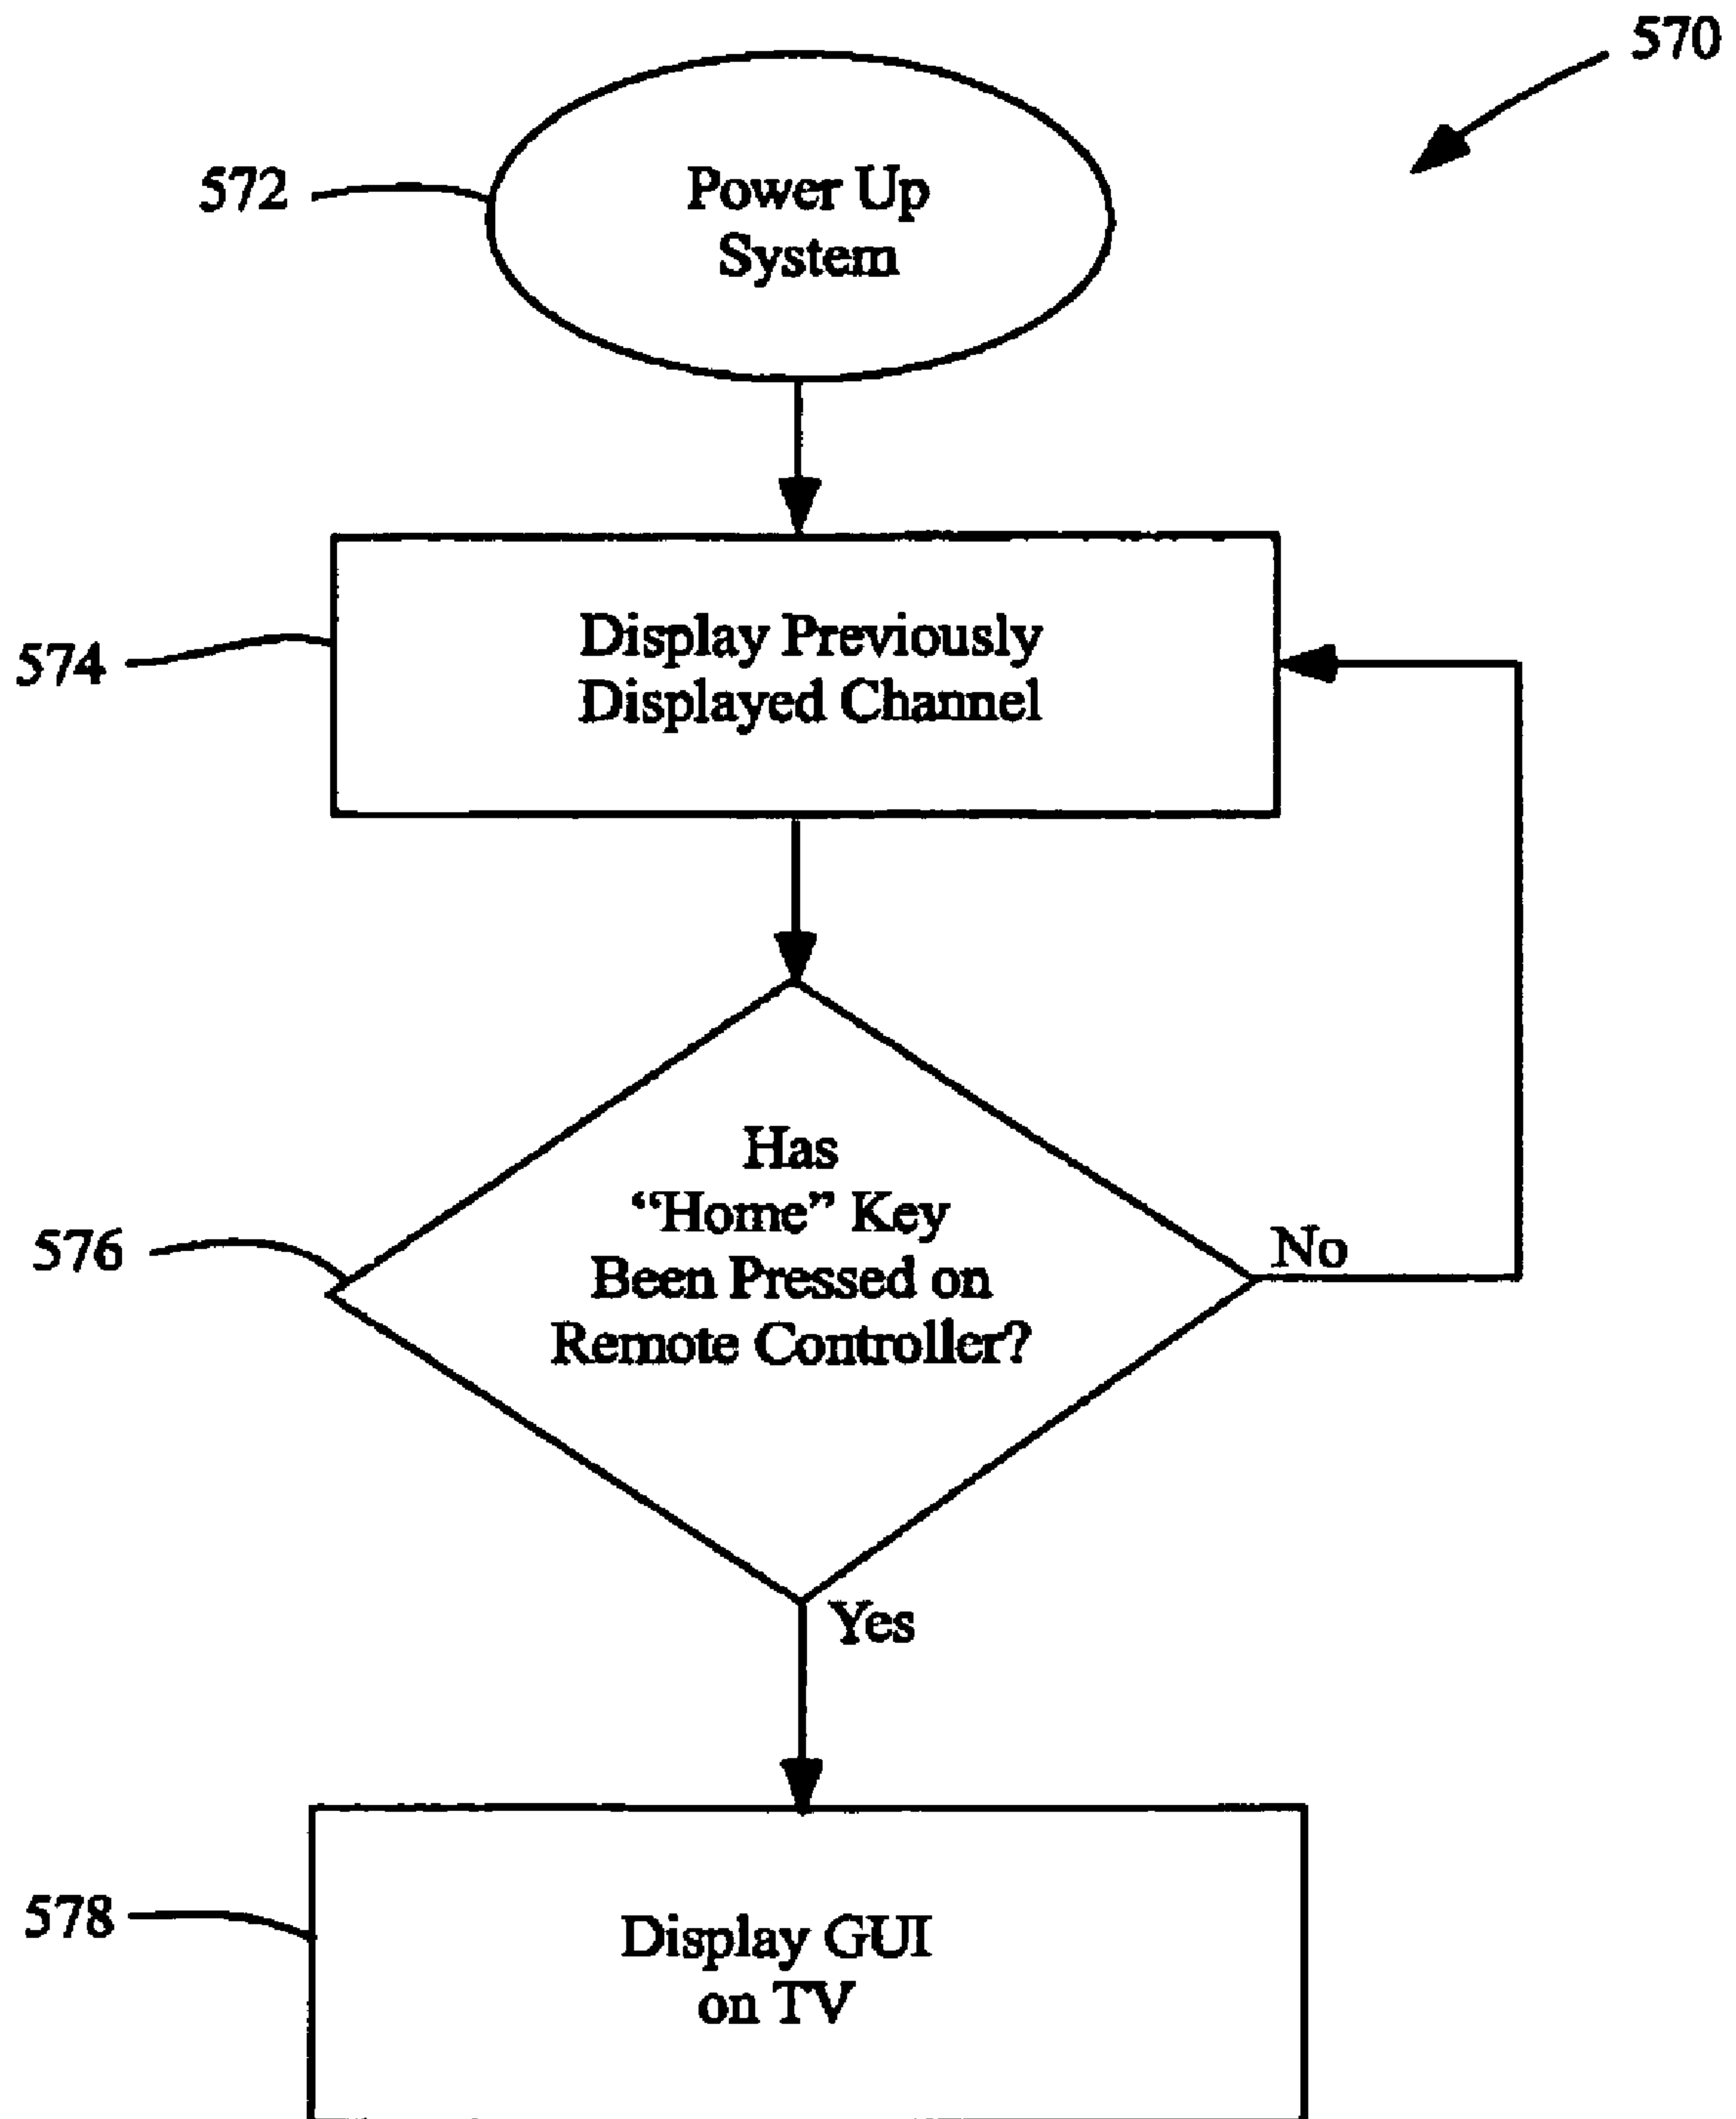 570
572
Power Up
System
574
Display Previously
Displayed Channel
576
Has
“Home” Key
Been Pressed on
Remote Controller?
No
Yes
578
Display GUI
on TV